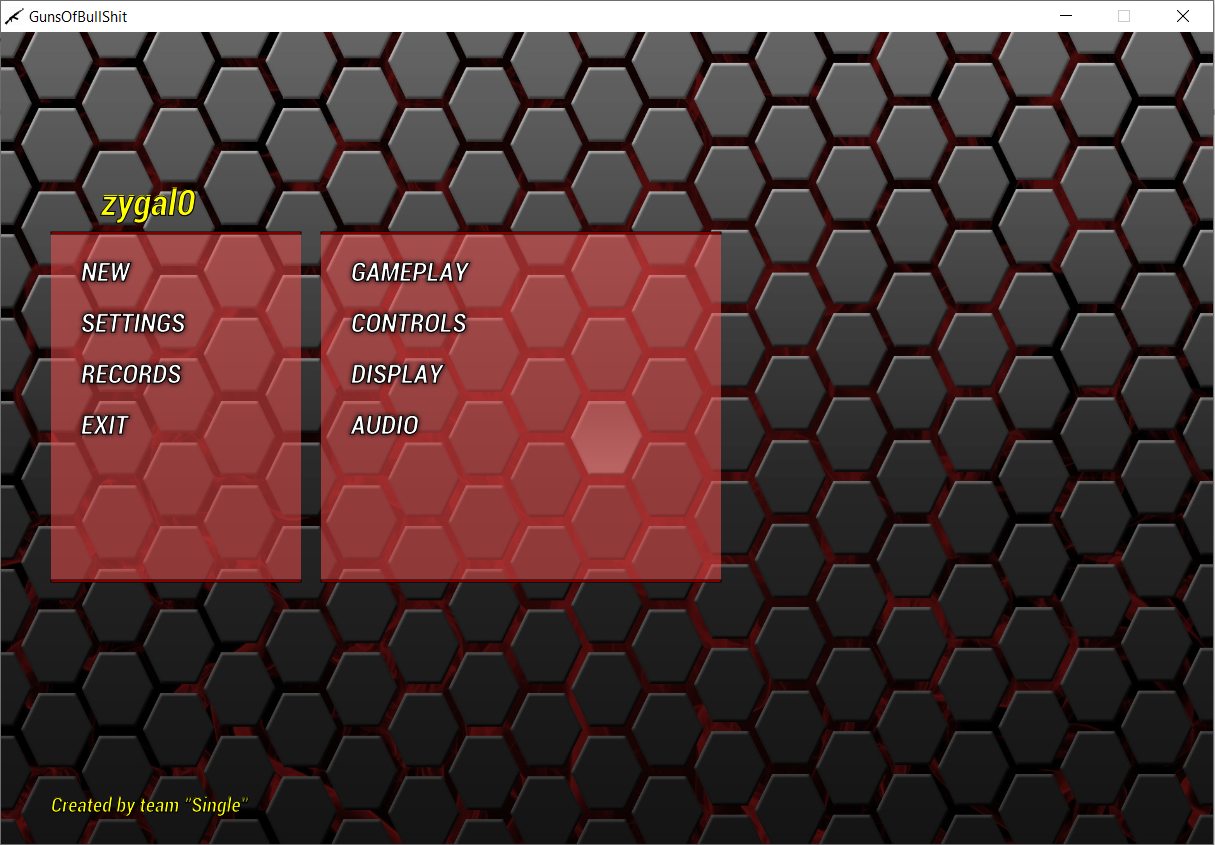 GunsOfBullShit
zygal0
NEW
SETTINGS
RECORDS
EXIT
GAMEPLAY
CONTROLS
DISPLAY
AUDIO
Created by team "Single"